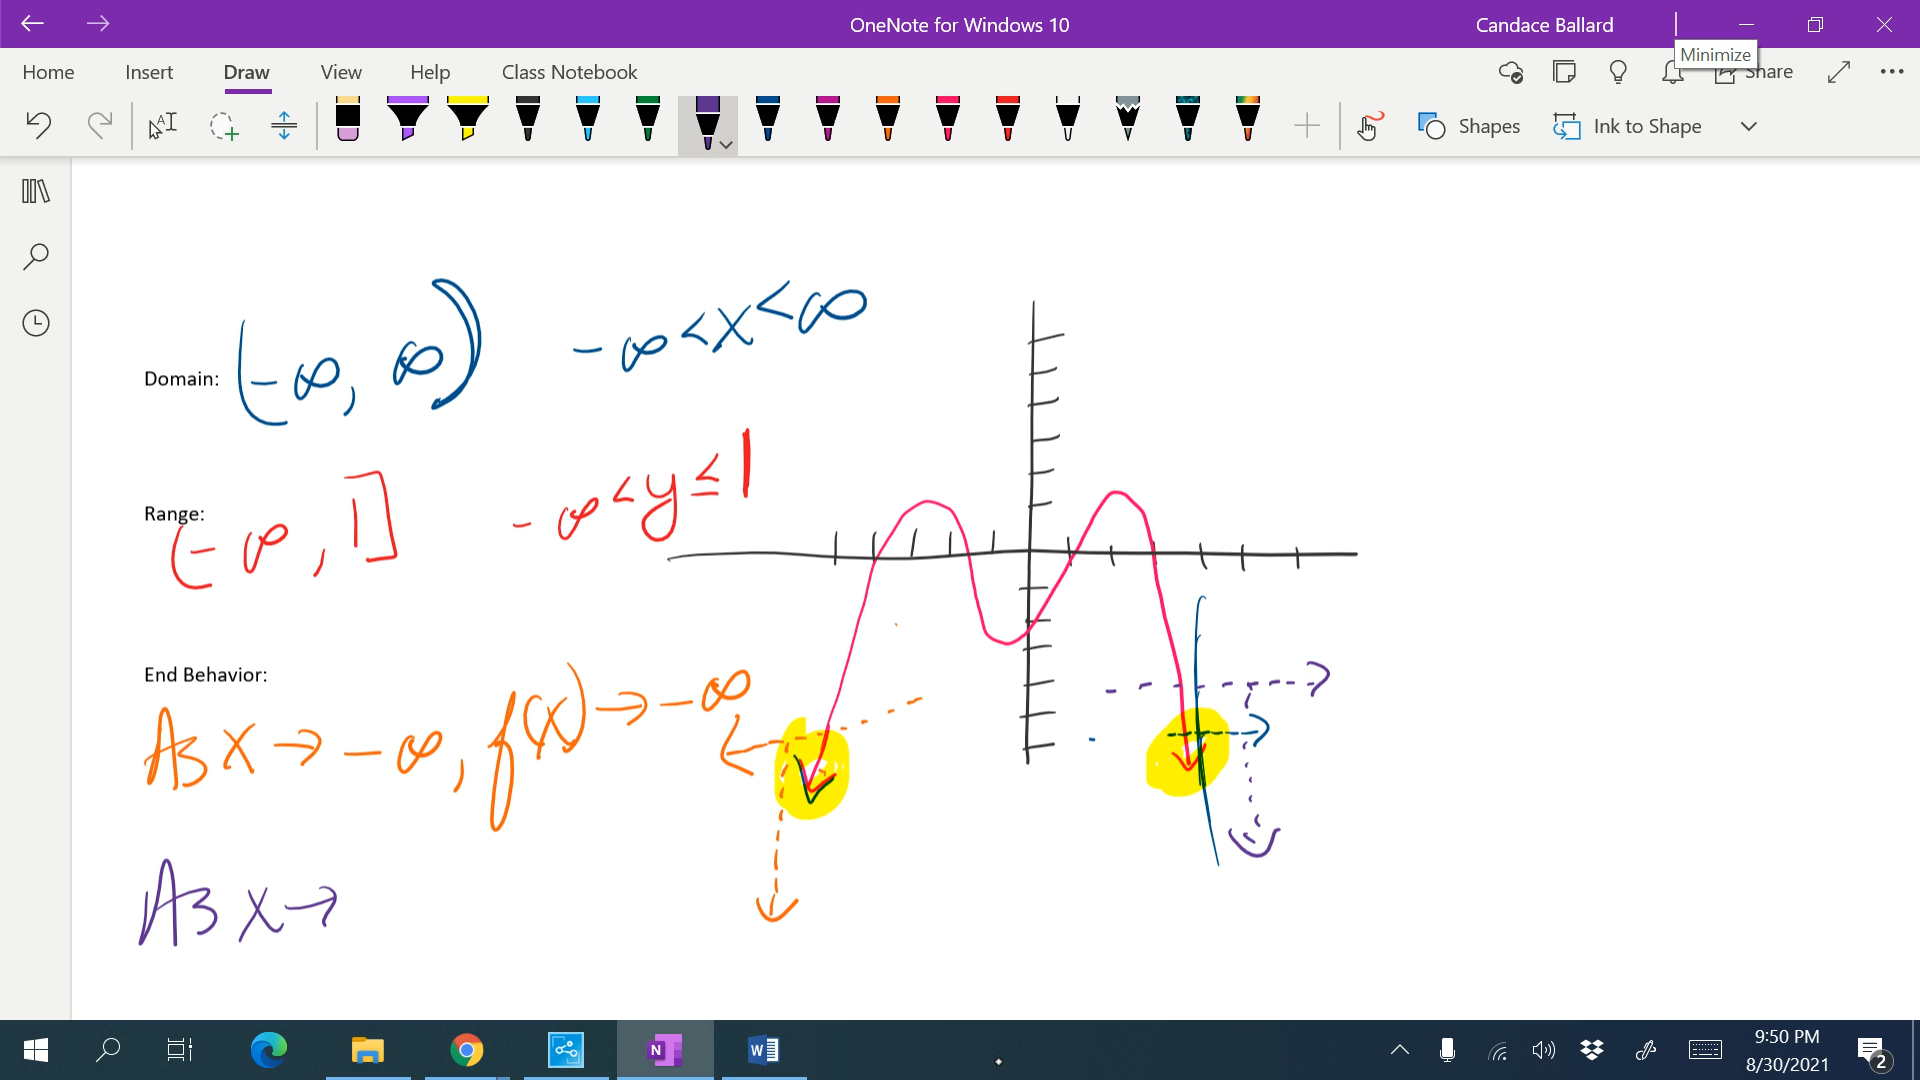 OneNote for Windows 10
Candace Ballard
Minimize
Home Insert Draw View Help Class Notebook
Share
Shapes Ink to Shape
Domain: (-∞, ∞) -∞<x<∞
Range: (-∞, 1] -∞<y≤1
End Behavior:
As x → -∞, f(x) → -∞
As x →
9:50 PM
8/30/2021
2